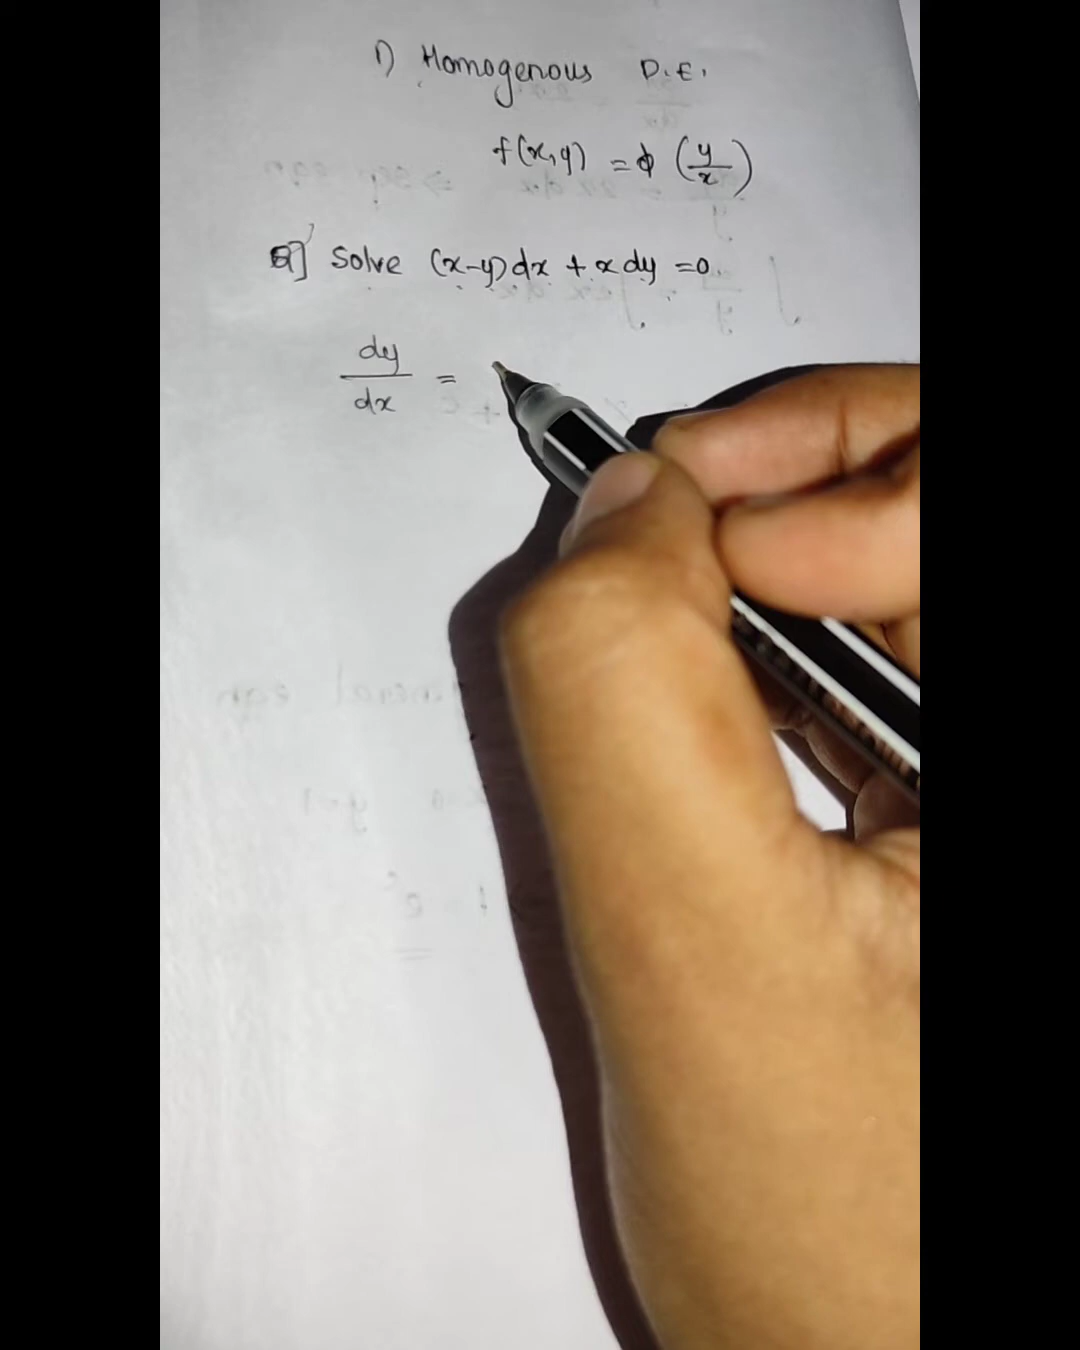 1) Homogenous D.E.
f(x,y) = ϕ (y/x)
Q] Solve (x-y)dx + x dy = 0.
dy/dx =